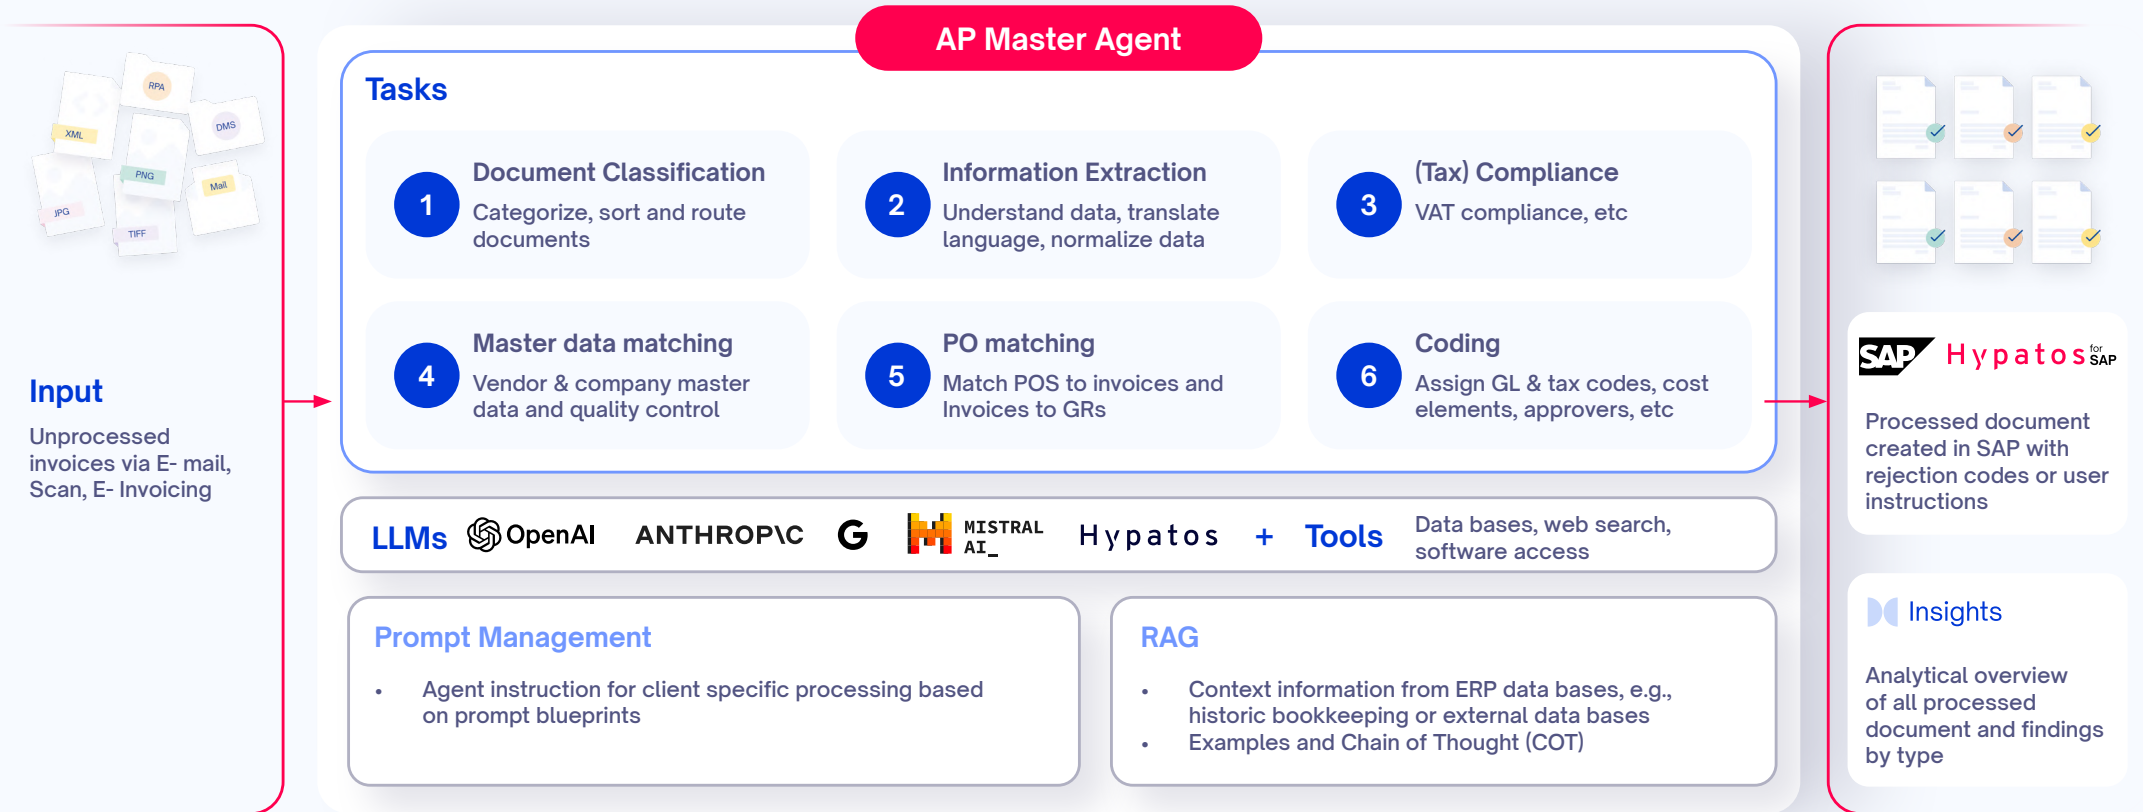 AP Master Agent
RPA
XML
DMS
PNG
Mail
JPG
TIFF
Input
Unprocessed
invoices via E- mail,
Scan, E- Invoicing
Tasks
1
Document Classification
Categorize, sort and route
documents
2
Information Extraction
Understand data, translate
language, normalize data
3
(Tax) Compliance
VAT compliance, etc
4
Master data matching
Vendor & company master
data and quality control
5
PO matching
Match POS to invoices and
Invoices to GRs
6
Coding
Assign GL & tax codes, cost
elements, approvers, etc
LLMs OpenAI ANTHROP\C G MISTRAL
AI_
Hypatos + Tools
Data bases, web search,
software access
Prompt Management
• Agent instruction for client specific processing based
on prompt blueprints
RAG
• Context information from ERP data bases, e.g.,
historic bookkeeping or external data bases
• Examples and Chain of Thought (COT)
SAP Hypatos for SAP
Processed document
created in SAP with
rejection codes or user
instructions
Insights
Analytical overview
of all processed
document and findings
by type